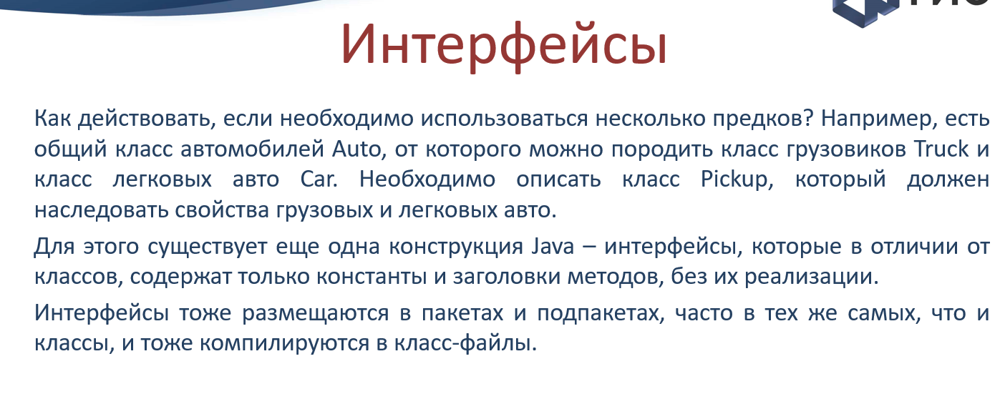 Интерфейсы
Как действовать, если необходимо использоваться несколько предков? Например, есть
общий класс автомобилей Auto, от которого можно породить класс грузовиков Truck и
класс легковых авто Car. Необходимо описать класс Pickup, который должен
наследовать свойства грузовых и легковых авто.
Для этого существует еще одна конструкция Java – интерфейсы, которые в отличии от
классов, содержат только константы и заголовки методов, без их реализации.
Интерфейсы тоже размещаются в пакетах и подпакетах, часто в тех же самых, что и
классы, и тоже компилируются в класс-файлы.